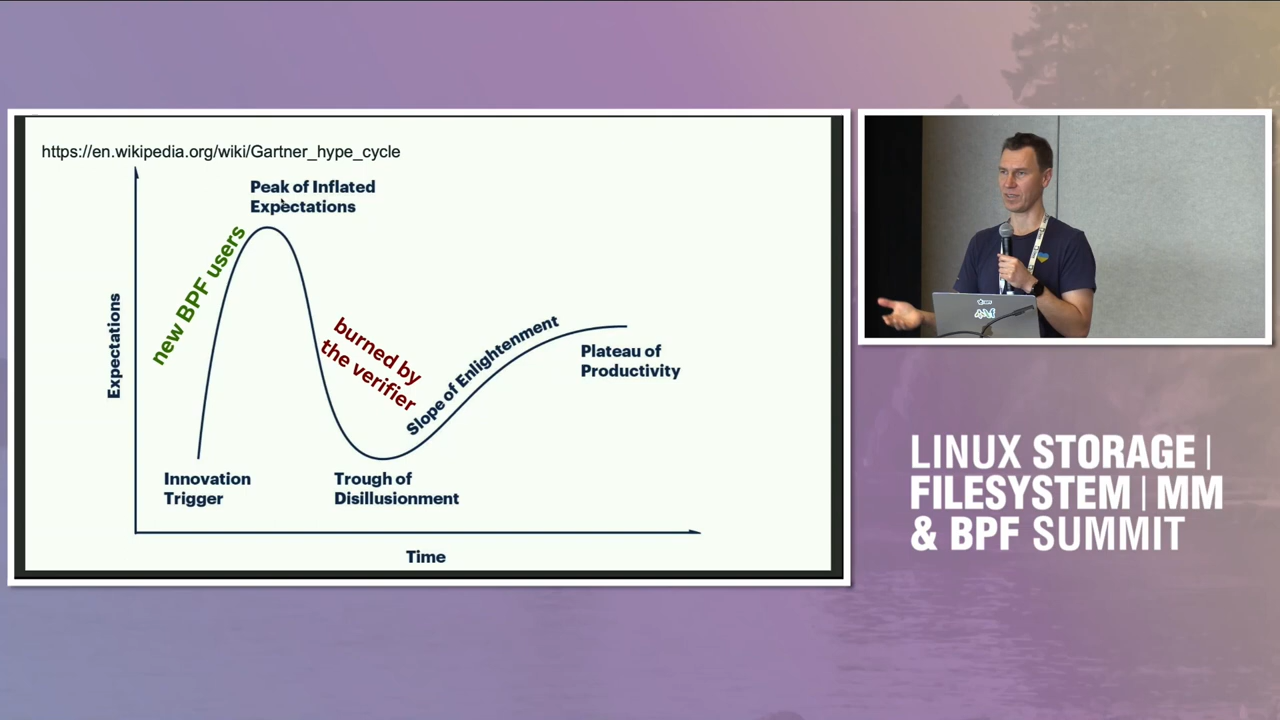 https://en.wikipedia.org/wiki/Gartner_hype_cycle
Peak of Inflated
Expectations
new BPF users
burned by
the verifier
Slope of Enlightenment
Plateau of
Productivity
Expectations
Innovation
Trigger
Trough of
Disillusionment
Time
LINUX STORAGE |
FILESYSTEM | MM
& BPF SUMMIT